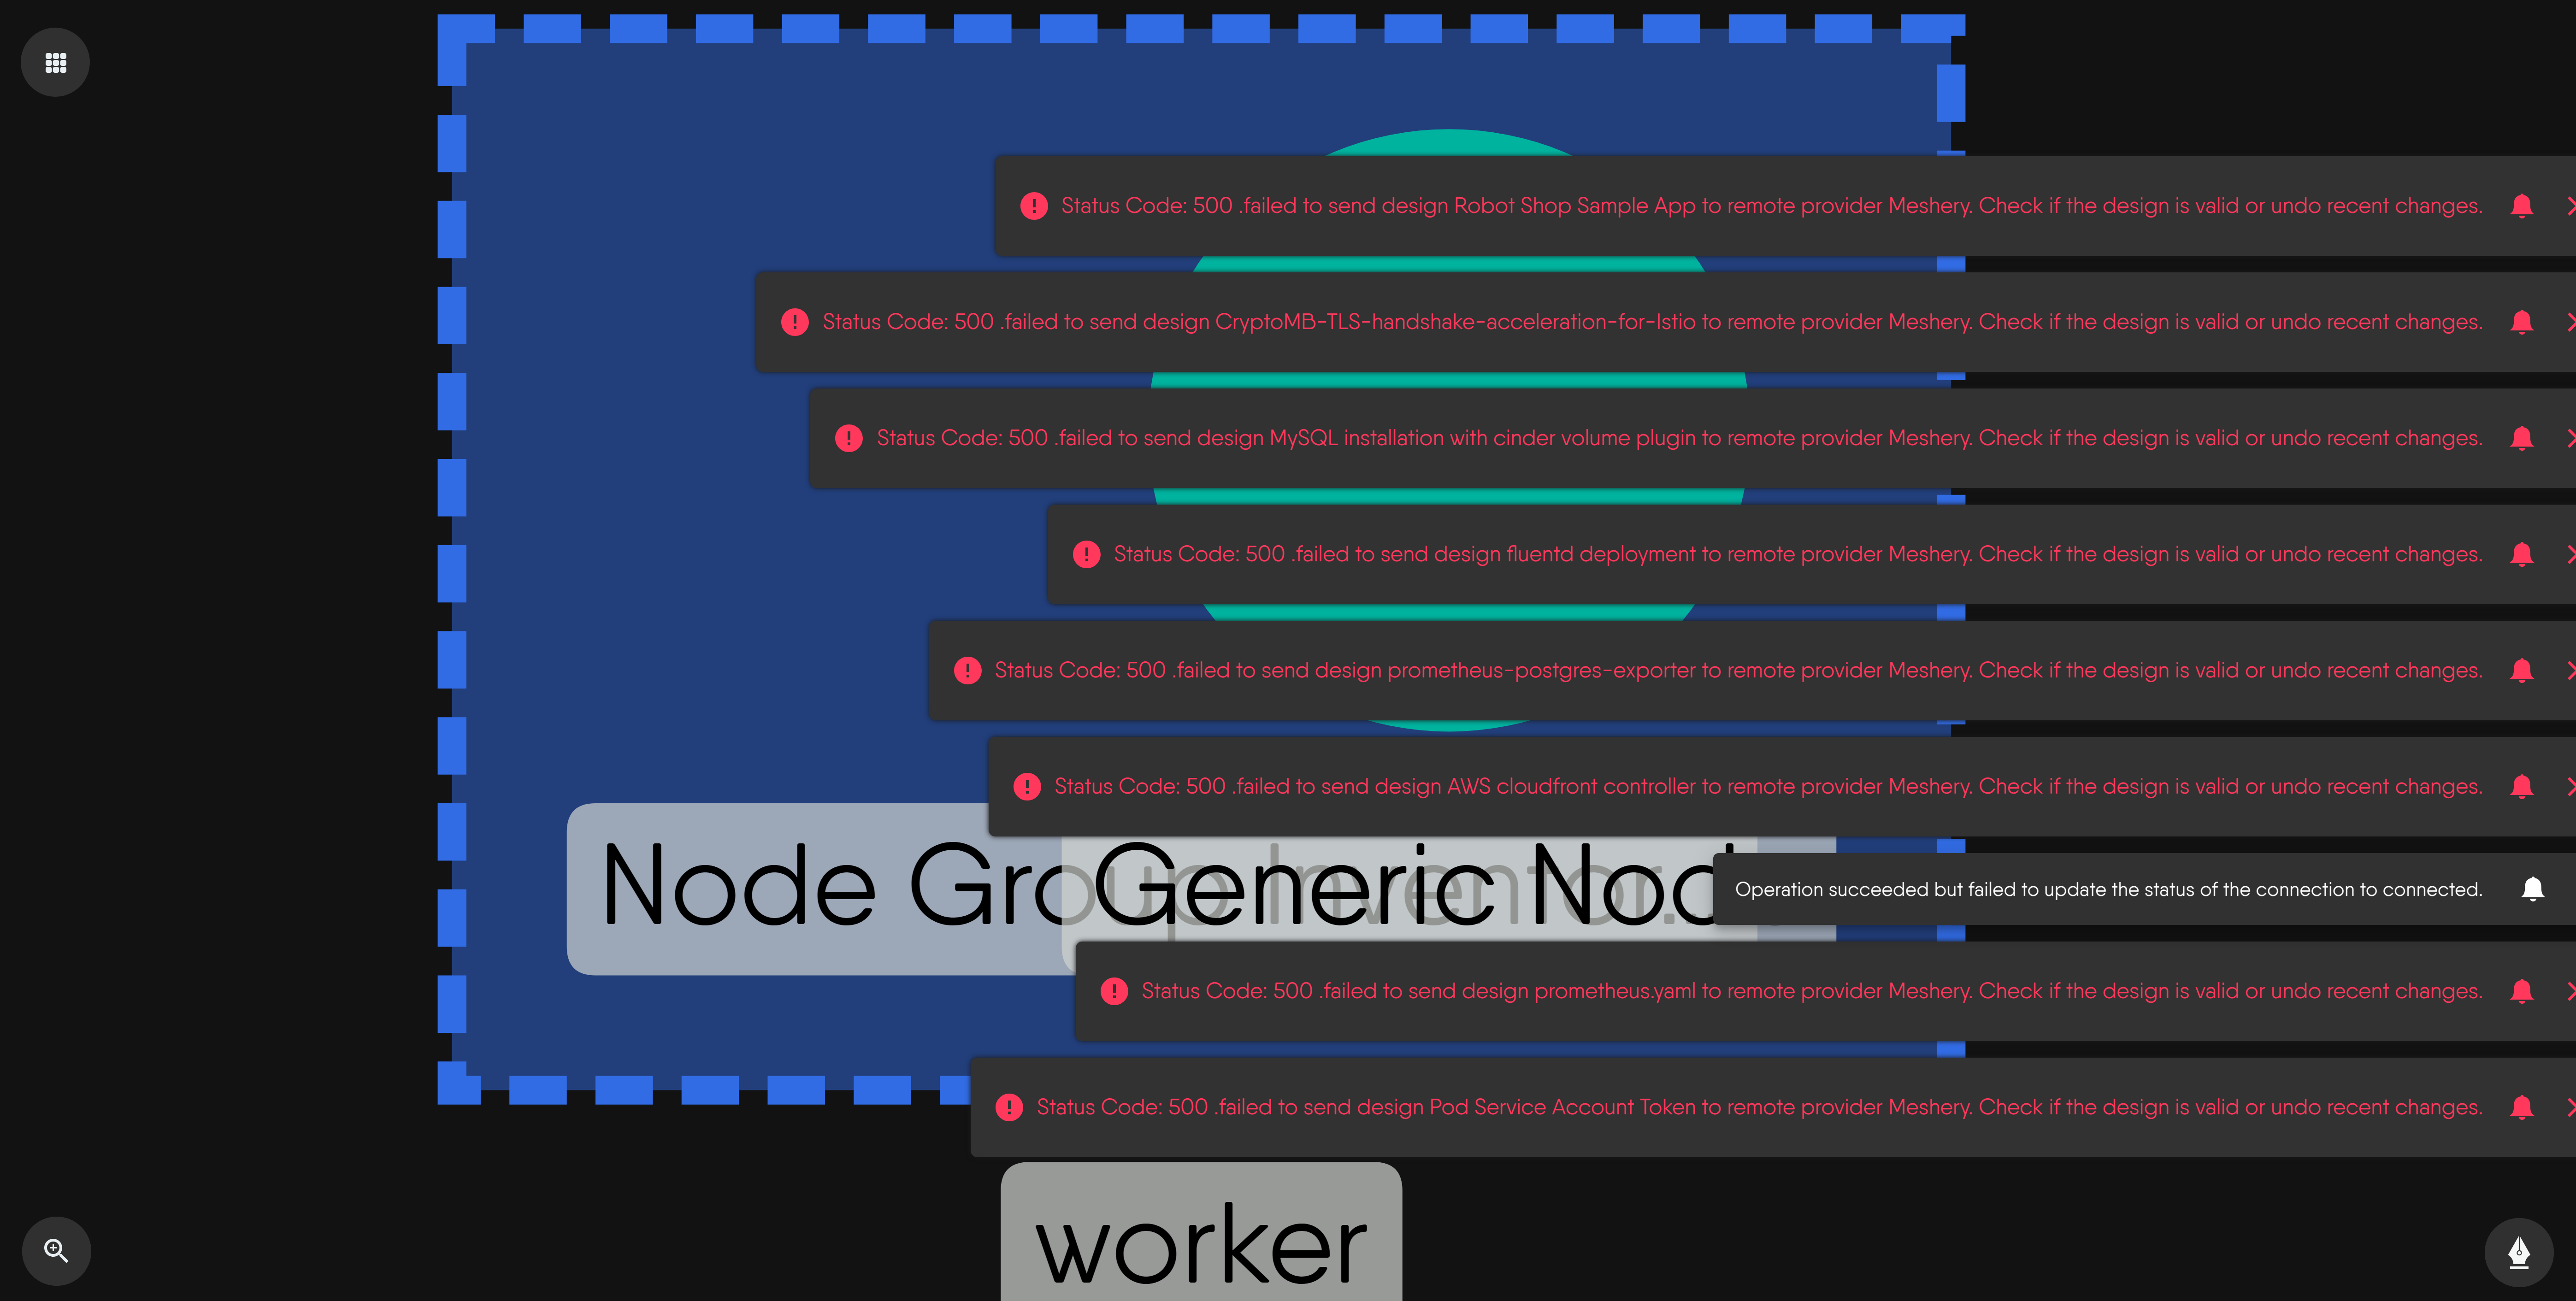 Status Code: 500 .failed to send design Robot Shop Sample App to remote provider Meshery. Check if the design is valid or undo recent changes.
Status Code: 500 .failed to send design CryptoMB-TLS-handshake-acceleration-for-Istio to remote provider Meshery. Check if the design is valid or undo recent changes.
Status Code: 500 .failed to send design MySQL installation with cinder volume plugin to remote provider Meshery. Check if the design is valid or undo recent changes.
Status Code: 500 .failed to send design fluentd deployment to remote provider Meshery. Check if the design is valid or undo recent changes.
Status Code: 500 .failed to send design prometheus-postgres-exporter to remote provider Meshery. Check if the design is valid or undo recent changes.
Status Code: 500 .failed to send design AWS cloudfront controller to remote provider Meshery. Check if the design is valid or undo recent changes.
Node Group Inventor...
Generic Nod
Operation succeeded but failed to update the status of the connection to connected.
Status Code: 500 .failed to send design prometheus.yaml to remote provider Meshery. Check if the design is valid or undo recent changes.
Status Code: 500 .failed to send design Pod Service Account Token to remote provider Meshery. Check if the design is valid or undo recent changes.
worker